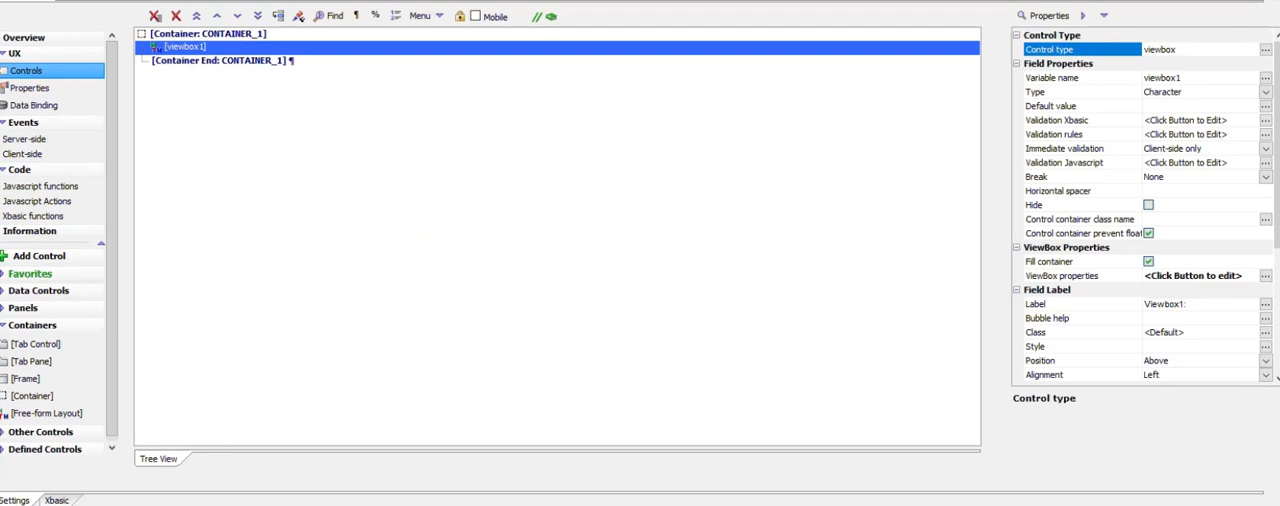 Find
¶
%
Menu
Mobile
//
Overview
UX
Controls
Properties
Data Binding
Events
Server-side
Client-side
Code
Javascript functions
Javascript Actions
Xbasic functions
Information
Add Control
Favorites
Data Controls
Panels
Containers
[Tab Control]
[Tab Pane]
[Frame]
[Container]
[Free-form Layout]
Other Controls
Defined Controls
[Container: CONTAINER_1]
[viewbox1]
[Container End: CONTAINER_1] ¶
Tree View
Settings
Xbasic
Properties
Control Type
Control type viewbox ...
Field Properties
Variable name viewbox1 ...
Type Character
Default value ...
Validation Xbasic <Click Button to Edit> ...
Validation rules <Click Button to Edit> ...
Immediate validation Client-side only
Validation Javascript <Click Button to Edit> ...
Break None
Horizontal spacer
Hide
Control container class name ...
Control container prevent float
ViewBox Properties
Fill container
ViewBox properties <Click Button to edit> ...
Field Label
Label Viewbox1: ...
Bubble help ...
Class <Default> ...
Style ...
Position Above
Alignment Left
Control type